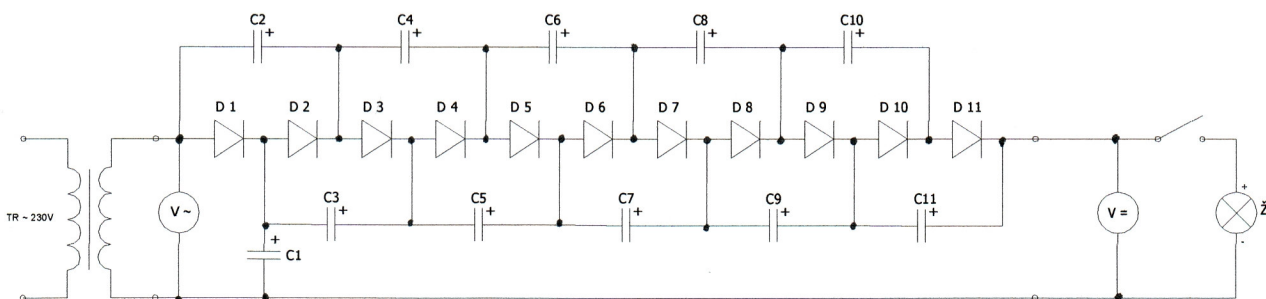 C2 C4 C6 C8 C10
+ + + + +
D 1 D 2 D 3 D 4 D 5 D 6 D 7 D 8 D 9 D 10 D 11
C3 C5 C7 C9 C11
+ + + + +
TR ~ 230V
V ~
V =
+
Ž
-
+
C1